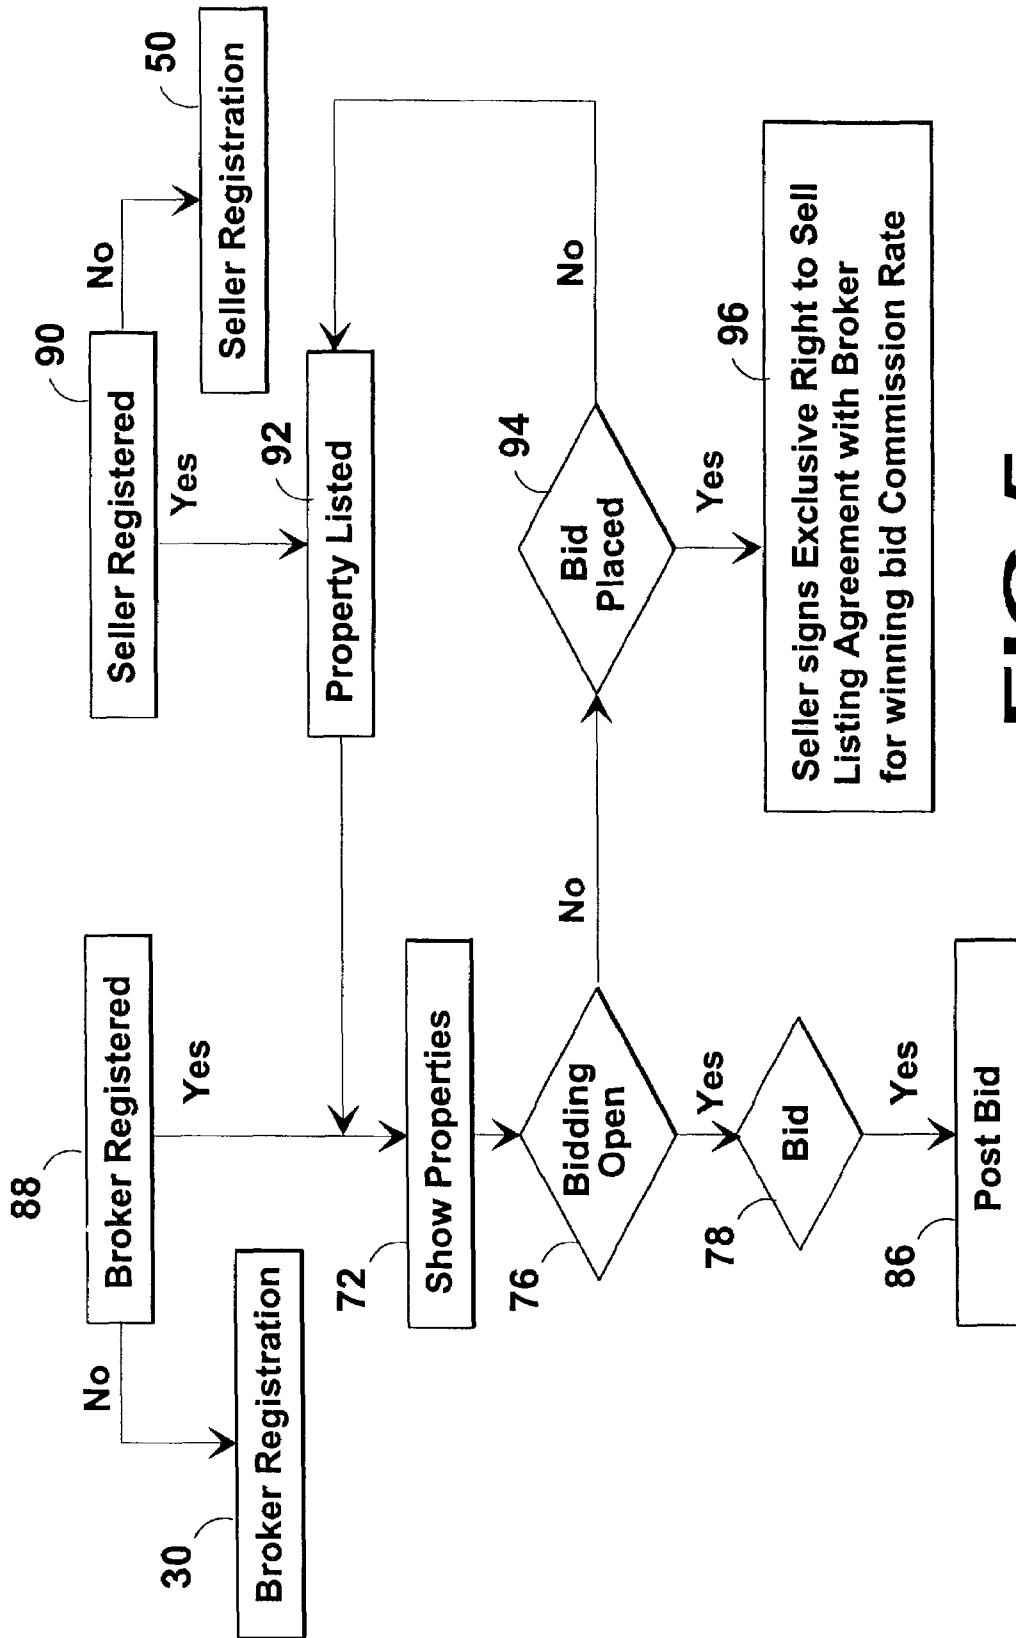 88
Broker Registered
No
Yes
30
Broker Registration
90
Seller Registered
No
Yes
50
Seller Registration
92
Property Listed
72
Show Properties
76
Bidding
Open
No
Yes
94
Bid
Placed
No
Yes
78
Bid
Yes
86
Post Bid
96
Seller signs Exclusive Right to Sell
Listing Agreement with Broker
for winning bid Commission Rate